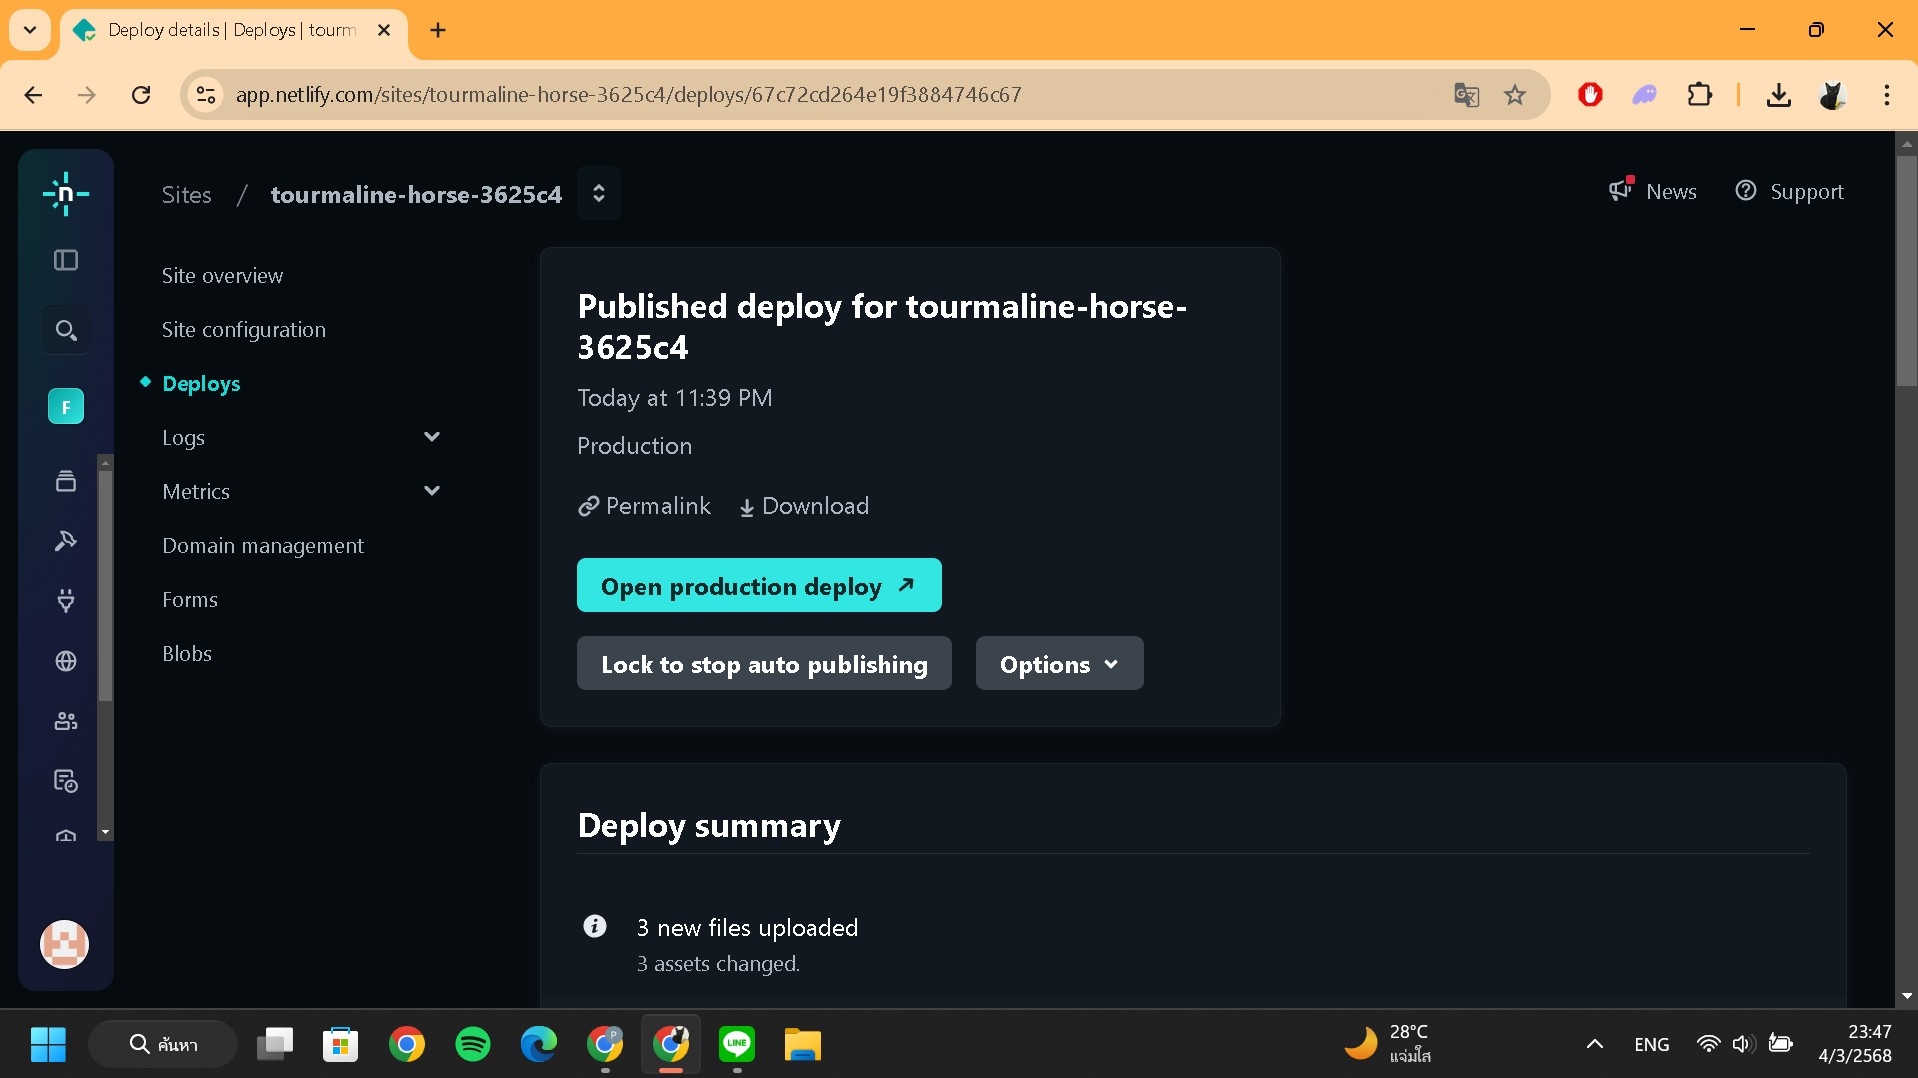 Deploy details | Deploys | tourm
app.netlify.com/sites/tourmaline-horse-3625c4/deploys/67c72cd264e19f3884746c67
Sites / tourmaline-horse-3625c4
News
Support
Site overview
Site configuration
Deploys
Logs
Metrics
Domain management
Forms
Blobs
F
Published deploy for tourmaline-horse-
3625c4
Today at 11:39 PM
Production
Permalink
Download
Open production deploy
Lock to stop auto publishing
Options
Deploy summary
3 new files uploaded
3 assets changed.
ค้นหา
P
LINE
28°C
แจ่มใส
ENG
23:47
4/3/2568